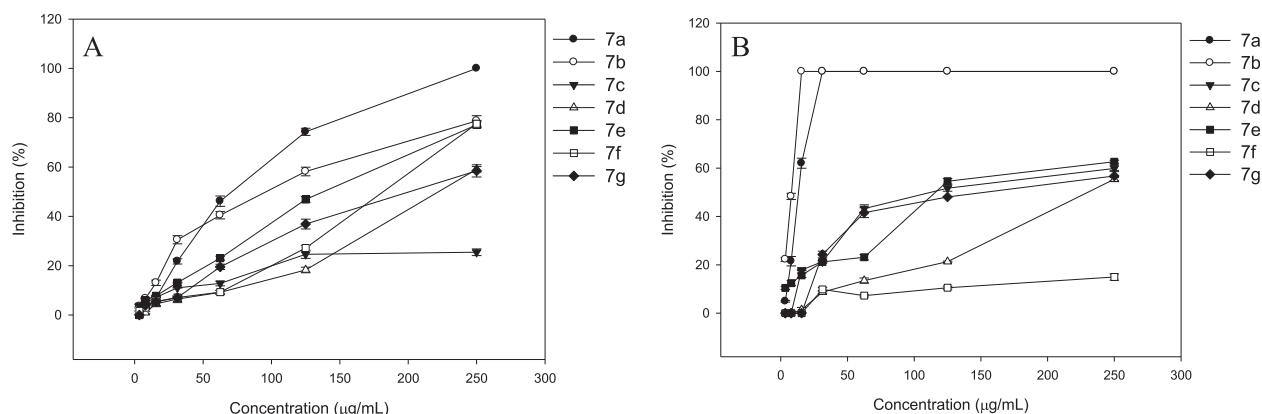 A
120
100
80
60
40
20
0
0 50 100 150 200 250 300
Inhibition (%)
Concentration (µg/mL)
7a
7b
7c
7d
7e
7f
7g
B
120
100
80
60
40
20
0
0 50 100 150 200 250 300
Inhibition (%)
Concentration (µg/mL)
7a
7b
7c
7d
7e
7f
7g